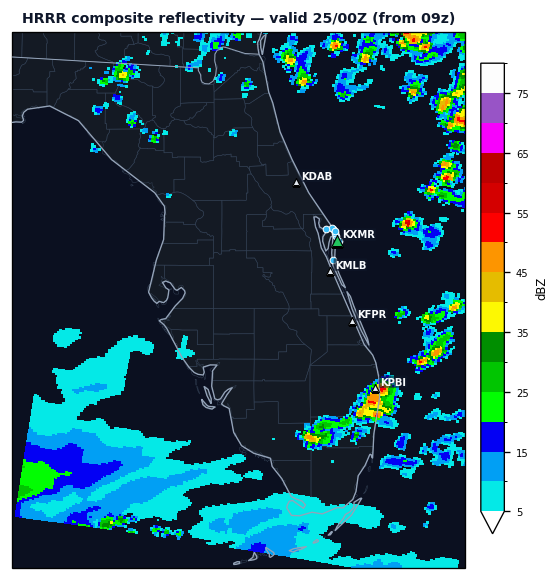 HRRR composite reflectivity — valid 25/00Z (from 09z)
KDAB
KXMR
KMLB
KFPR
KPBI
75
65
55
45
35
25
15
5
dBZ